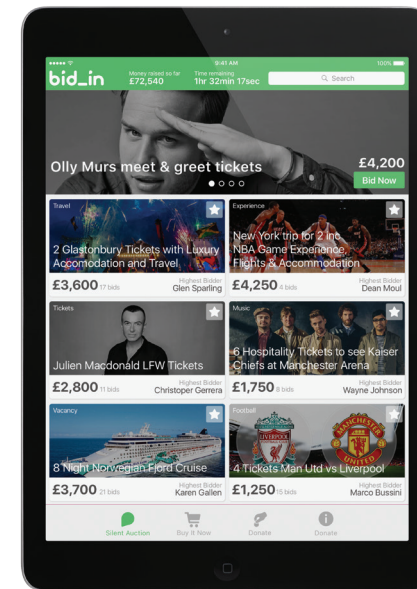 9:41 AM
100%
bid_in
Money raised so far
£72,540
Time remaining
1hr 32min 17sec
Search
Olly Murs meet & greet tickets
£4,200
Bid Now
Travel
2 Glastonbury Tickets with Luxury
Accomodation and Travel
£3,600 17 bids
Highest Bidder
Glen Sparling
Experience
New York trip for 2 inc
NBA Game Experience,
Flights & Accommodation
£4,250 4 bids
Highest Bidder
Dean Moul
Tickets
Julien Macdonald LFW Tickets
£2,800 11 bids
Highest Bidder
Christoper Gerrera
Music
6 Hospitality Tickets to see Kaiser
Chiefs at Manchester Arena
£1,750 8 bids
Highest Bidder
Wayne Johnson
Vacancy
8 Night Norwegian Fjord Cruise
£3,700 21 bids
Highest Bidder
Karen Gallen
Football
LIVERPOOL
MANCHESTER
UNITED
4 Tickets Man Utd vs Liverpool
£1,250 15 bids
Highest Bidder
Marco Bussini
Silent Auction
Buy it Now
Donate
Donate